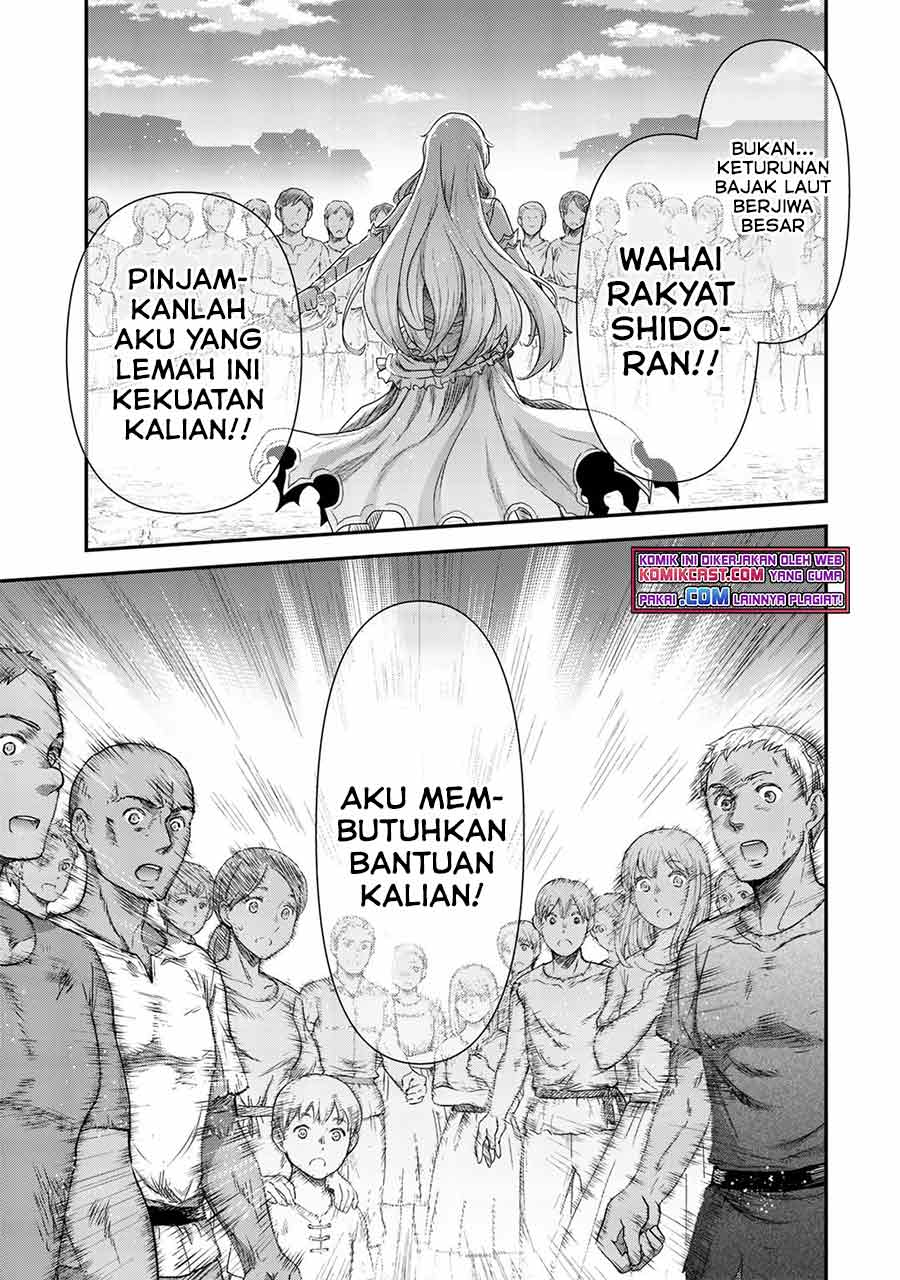 BUKAN...
KETURUNAN
BAJAK LAUT
BERJIWA
BESAR
WAHAI
RAKYAT
SHIDO-
RAN!!
PINJAM-
KANLAH
AKU YANG
LEMAH INI
KEKUATAN
KALIAN!!
KOMIK INI DIKERJAKAN OLEH WEB
KOMIKCAST.COM YANG CUMA
PAKAI .COM LAINNYA PLAGIAT!
AKU MEM-
BUTUHKAN
BANTUAN
KALIAN!